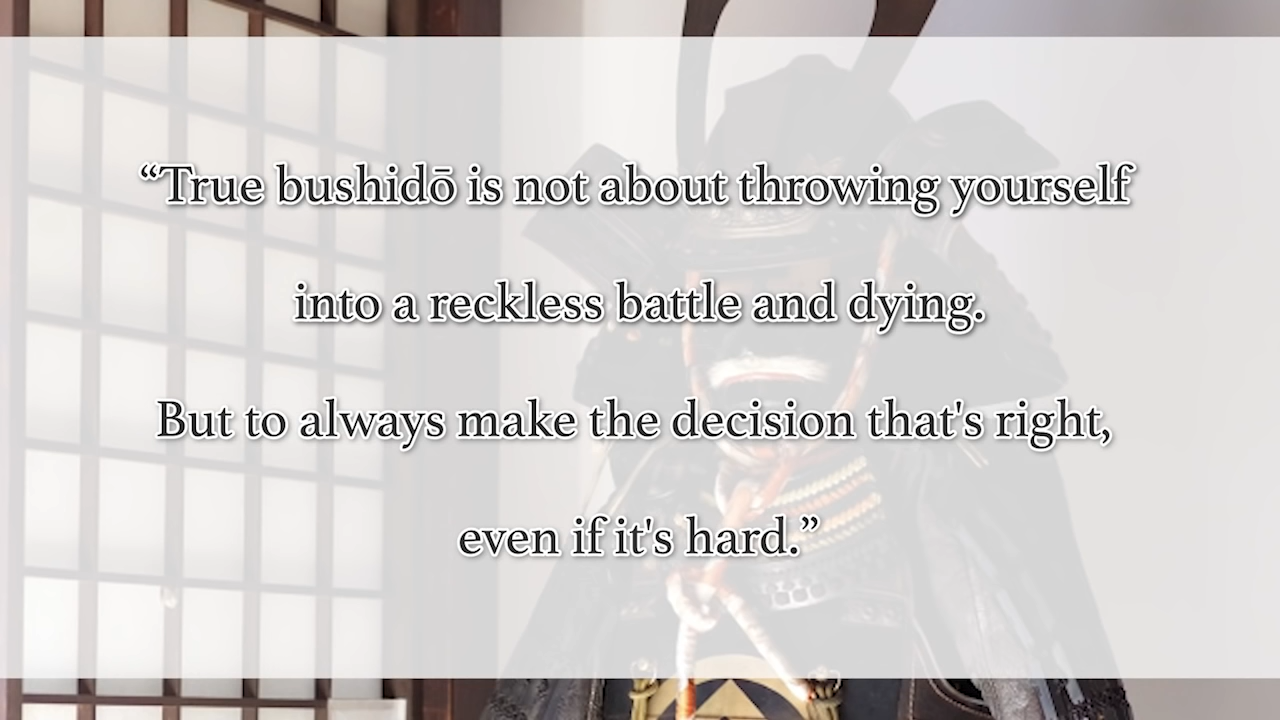 “True bushidō is not about throwing yourself
into a reckless battle and dying.
But to always make the decision that's right,
even if it's hard.”